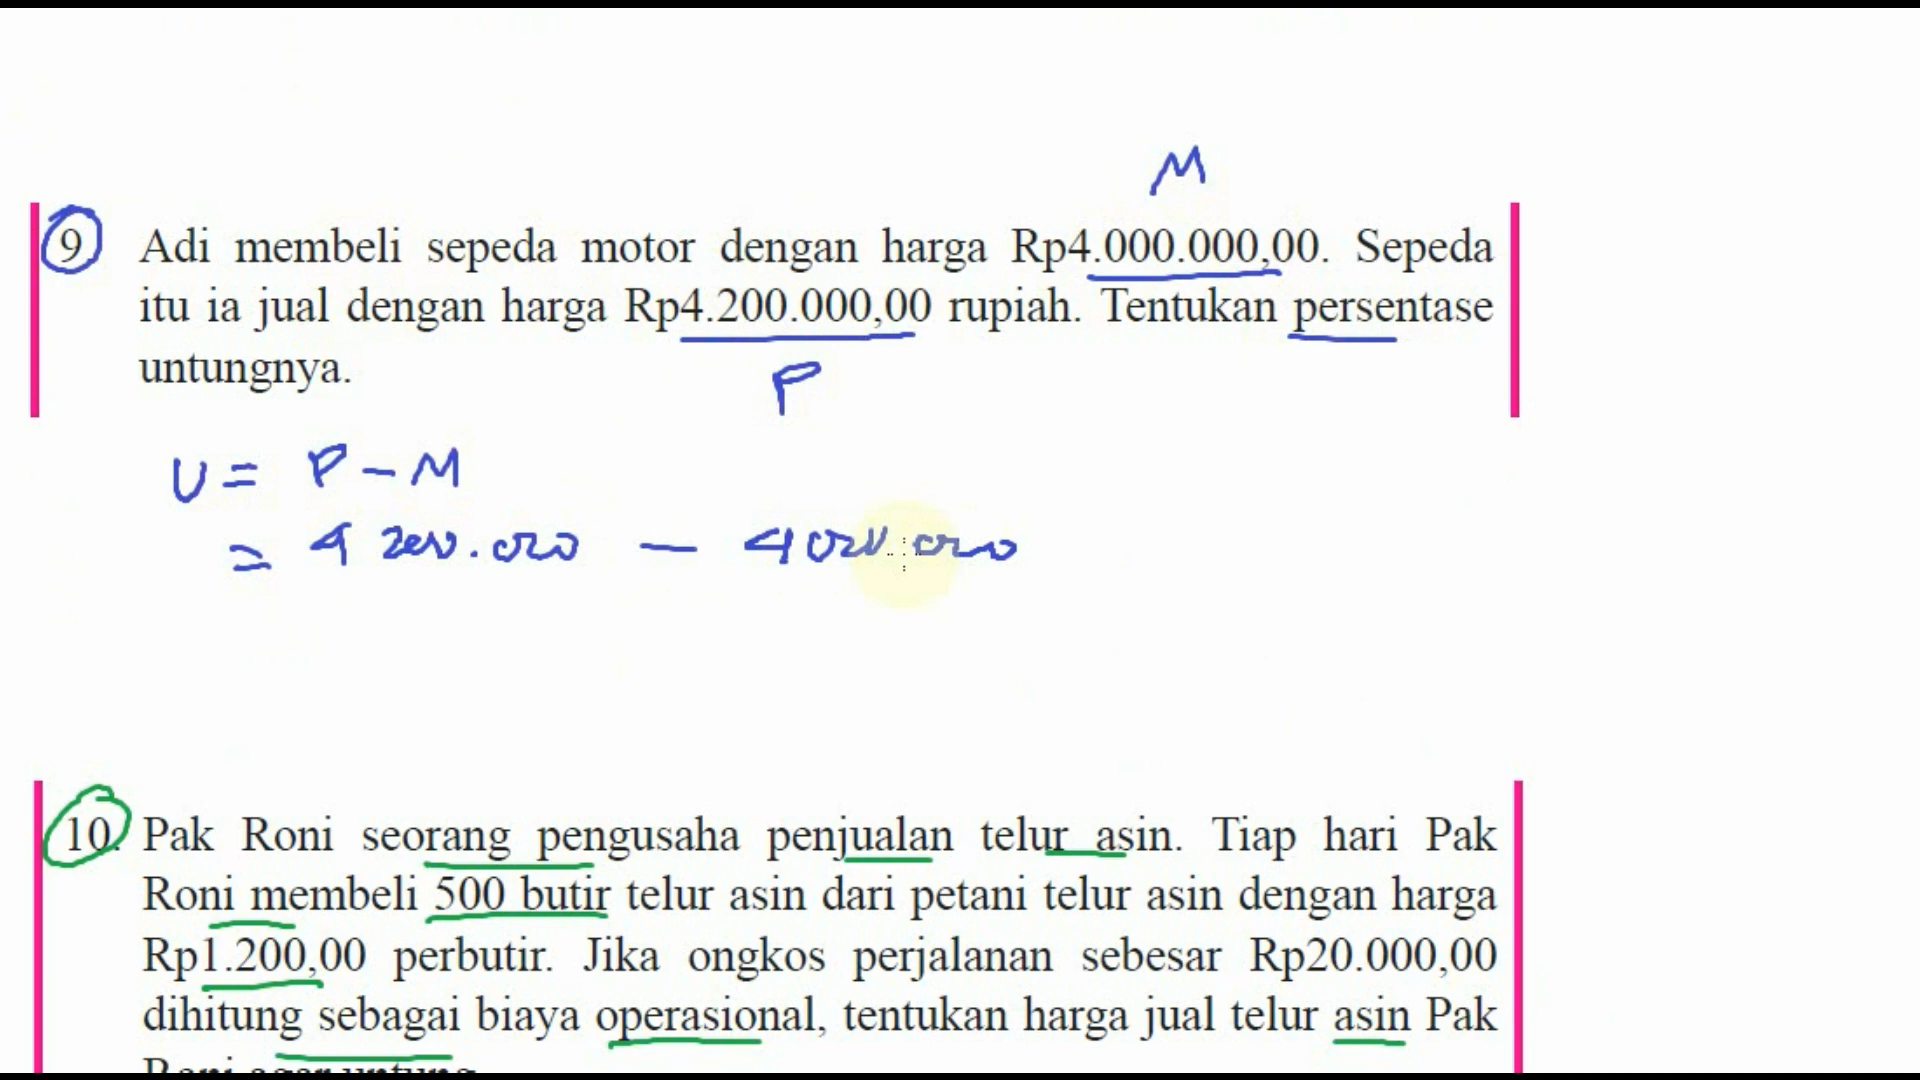 M
9 Adi membeli sepeda motor dengan harga Rp4.000.000,00. Sepeda
itu ia jual dengan harga Rp4.200.000,00 rupiah. Tentukan persentase
untungnya.
P
U = P - M
= 4 200.000 - 4 000.000
10. Pak Roni seorang pengusaha penjualan telur asin. Tiap hari Pak
Roni membeli 500 butir telur asin dari petani telur asin dengan harga
Rp1.200,00 perbutir. Jika ongkos perjalanan sebesar Rp20.000,00
dihitung sebagai biaya operasional, tentukan harga jual telur asin Pak
Roni agar untung